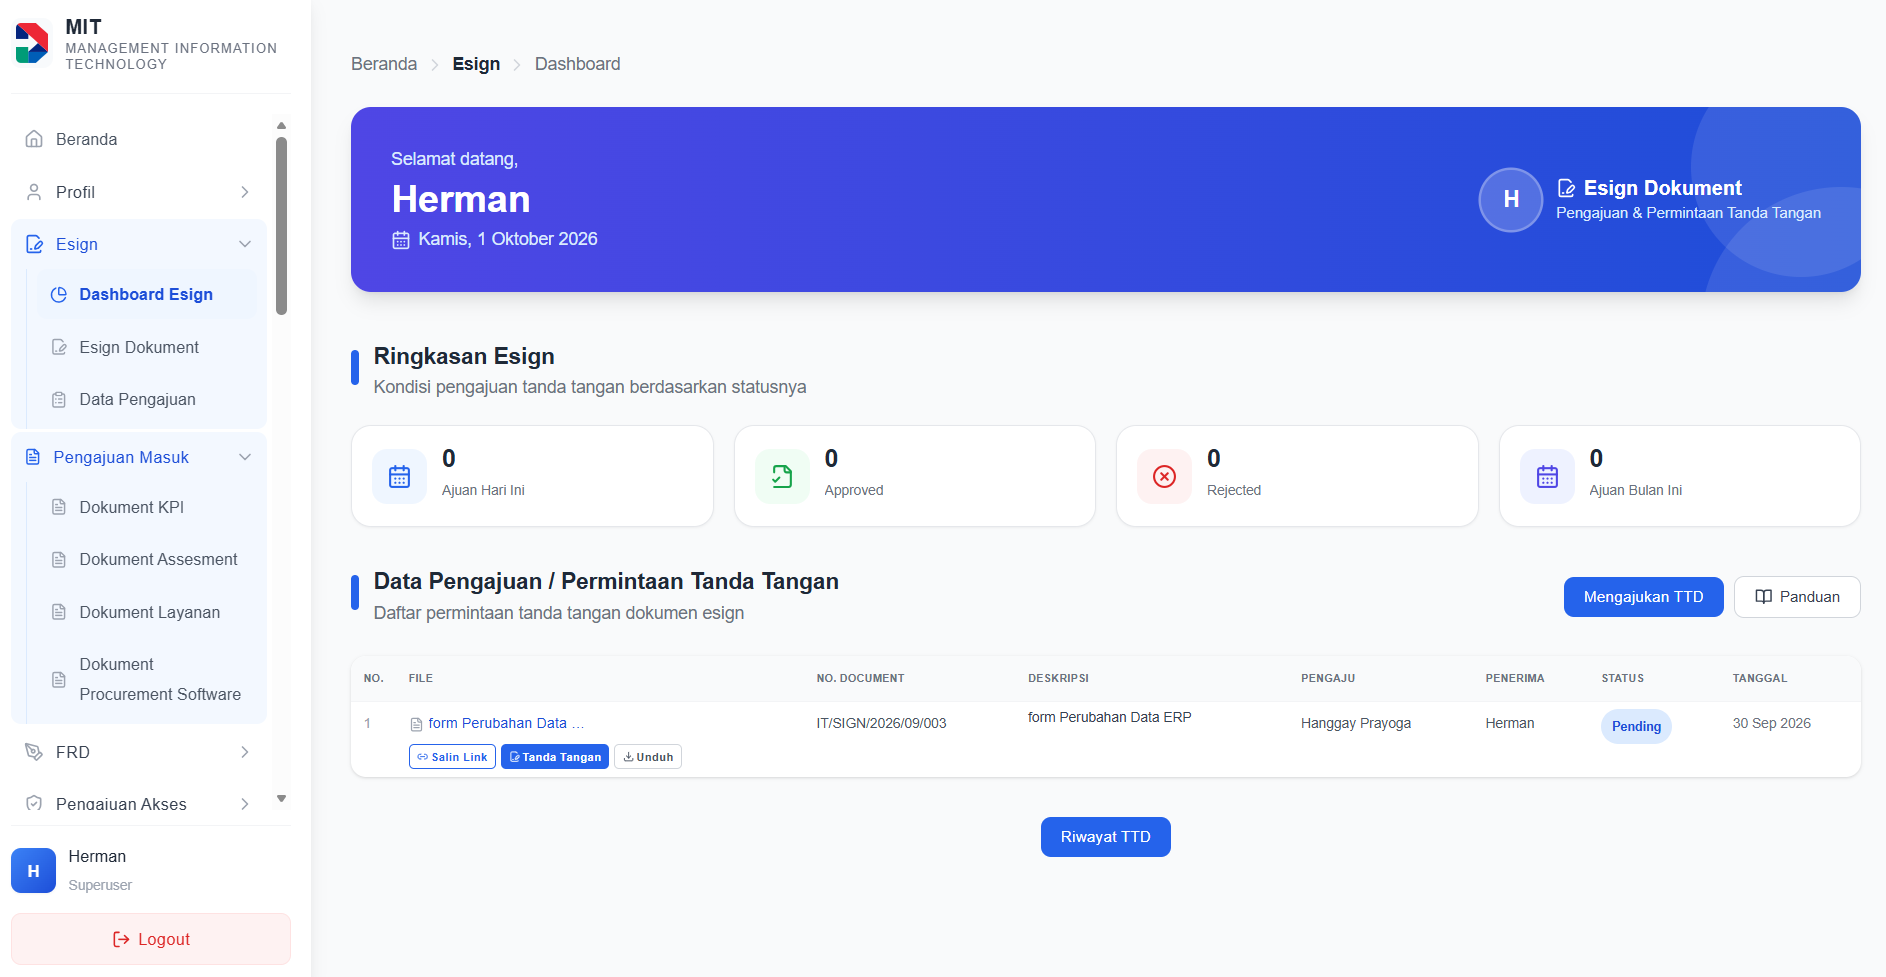 MIT
MANAGEMENT INFORMATION
TECHNOLOGY
Beranda
Profil
Esign
Dashboard Esign
Esign Dokument
Data Pengajuan
Pengajuan Masuk
Dokument KPI
Dokument Assesment
Dokument Layanan
Dokument
Procurement Software
FRD
Pengajuan Akses
H
Herman
Superuser
Logout
Beranda > Esign > Dashboard
Selamat datang,
Herman
Kamis, 1 Oktober 2026
H
Esign Dokument
Pengajuan & Permintaan Tanda Tangan
Ringkasan Esign
Kondisi pengajuan tanda tangan berdasarkan statusnya
0
Ajuan Hari Ini
0
Approved
0
Rejected
0
Ajuan Bulan Ini
Data Pengajuan / Permintaan Tanda Tangan
Daftar permintaan tanda tangan dokumen esign
Mengajukan TTD
Panduan
NO. FILE NO. DOCUMENT DESKRIPSI PENGAJU PENERIMA STATUS TANGGAL
1 form Perubahan Data ... IT/SIGN/2026/09/003 form Perubahan Data ERP Hanggay Prayoga Herman Pending 30 Sep 2026
Salin Link Tanda Tangan Unduh
Riwayat TTD